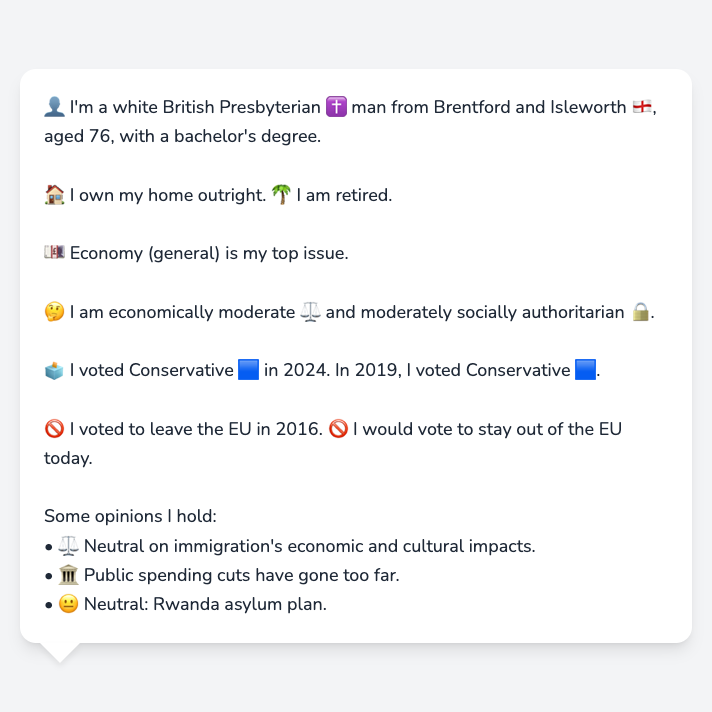 👤 I'm a white British Presbyterian ✝️ man from Brentford and Isleworth 🏴󠁧󠁢󠁥󠁮󠁧󠁿,
aged 76, with a bachelor's degree.
🏠 I own my home outright. 🌴 I am retired.
💷 Economy (general) is my top issue.
🤔 I am economically moderate ⚖️ and moderately socially authoritarian 🔒.
🗳️ I voted Conservative 🟦 in 2024. In 2019, I voted Conservative 🟦.
🚫 I voted to leave the EU in 2016. 🚫 I would vote to stay out of the EU
today.
Some opinions I hold:
• ⚖️ Neutral on immigration's economic and cultural impacts.
• 🏛️ Public spending cuts have gone too far.
• 😐 Neutral: Rwanda asylum plan.